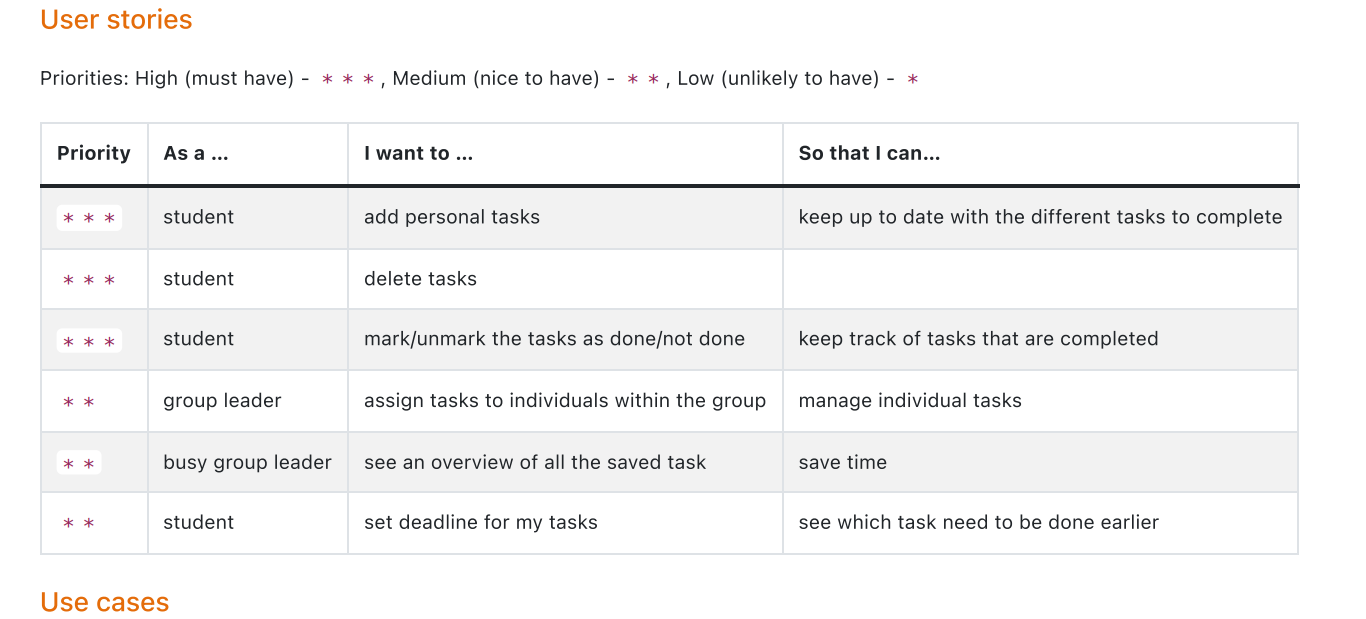 User stories
Priorities: High (must have) - * * *, Medium (nice to have) - * *, Low (unlikely to have) - *
Priority As a ... I want to ... So that I can...
* * * student add personal tasks keep up to date with the different tasks to complete
* * * student delete tasks
* * * student mark/unmark the tasks as done/not done keep track of tasks that are completed
* * group leader assign tasks to individuals within the group manage individual tasks
* * busy group leader see an overview of all the saved task save time
* * student set deadline for my tasks see which task need to be done earlier
Use cases